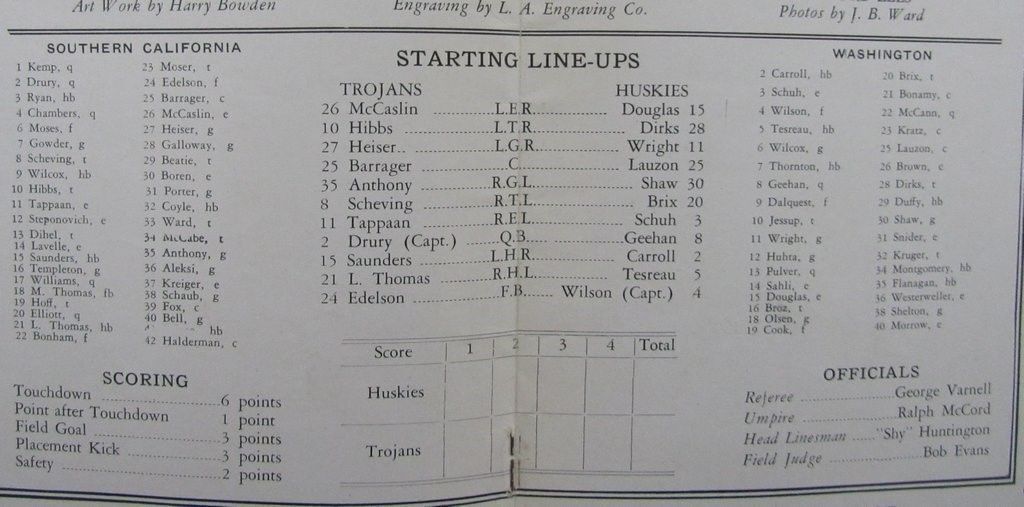 Art Work by Harry Bowden
Engraving by L. A. Engraving Co.
Photos by J. B. Ward
SOUTHERN CALIFORNIA
1 Kemp, q
2 Drury, q
3 Ryan, hb
4 Chambers, q
6 Moses, f
7 Gowder, g
8 Scheving, t
9 Wilcox, hb
10 Hibbs, t
11 Tappaan, e
12 Steponovich, e
13 Dihel, t
14 Lavelle, e
15 Saunders, hb
16 Templeton, g
17 Williams, q
18 M. Thomas, fb
19 Hoff, t
20 Elliott, q
21 L. Thomas, hb
22 Bonham, f
23 Moser, t
24 Edelson, f
25 Barrager, c
26 McCaslin, e
27 Heiser, g
28 Galloway, g
29 Beatie, t
30 Boren, e
31 Porter, g
32 Coyle, hb
33 Ward, t
34 McCabe, t
35 Anthony, g
36 Aleksi, g
37 Kreiger, e
38 Schaub, g
39 Fox, c
40 Bell, g
hb
42 Halderman, c
SCORING
Touchdown ........ 6 points
Point after Touchdown 1 point
Field Goal ........ 3 points
Placement Kick ........ 3 points
Safety ........ 2 points
STARTING LINE-UPS
TROJANS HUSKIES
26 McCaslin ........ L.E.R. ........ Douglas 15
10 Hibbs ........ L.T.R. ........ Dirks 28
27 Heiser.. ........ L.G.R. ........ Wright 11
25 Barrager ........ C. ........ Lauzon 25
35 Anthony ........ R.G.L. ........ Shaw 30
8 Scheving ........ R.T.L. ........ Brix 20
11 Tappaan ........ R.E.L. ........ Schuh 3
2 Drury (Capt.) ........ Q.B. ........ Geehan 8
15 Saunders ........ L.H.R. ........ Carroll 2
21 L. Thomas ........ R.H.L. ........ Tesreau 5
24 Edelson ........ F.B. ........ Wilson (Capt.) 4
Score 1 2 3 4 Total
Huskies
Trojans
WASHINGTON
2 Carroll, hb
3 Schuh, e
4 Wilson, f
5 Tesreau, hb
6 Wilcox, g
7 Thornton, hb
8 Geehan, q
9 Dalquest, f
10 Jessup, t
11 Wright, g
12 Huhta, g
13 Pulver, q
14 Sahli, e
15 Douglas, e
16 Broz, t
18 Olsen, g
19 Cook, f
20 Brix, t
21 Bonamy, c
22 McCann, q
23 Kratz, c
25 Lauzon, c
26 Brown, e
28 Dirks, t
29 Duffy, hb
30 Shaw, g
31 Snider, e
32 Kruger, t
34 Montgomery, hb
35 Flanagan, hb
36 Westerweller, e
38 Shelton, g
40 Morrow, e
OFFICIALS
Referee ........ George Varnell
Umpire ........ Ralph McCord
Head Linesman ........ "Shy" Huntington
Field Judge ........ Bob Evans